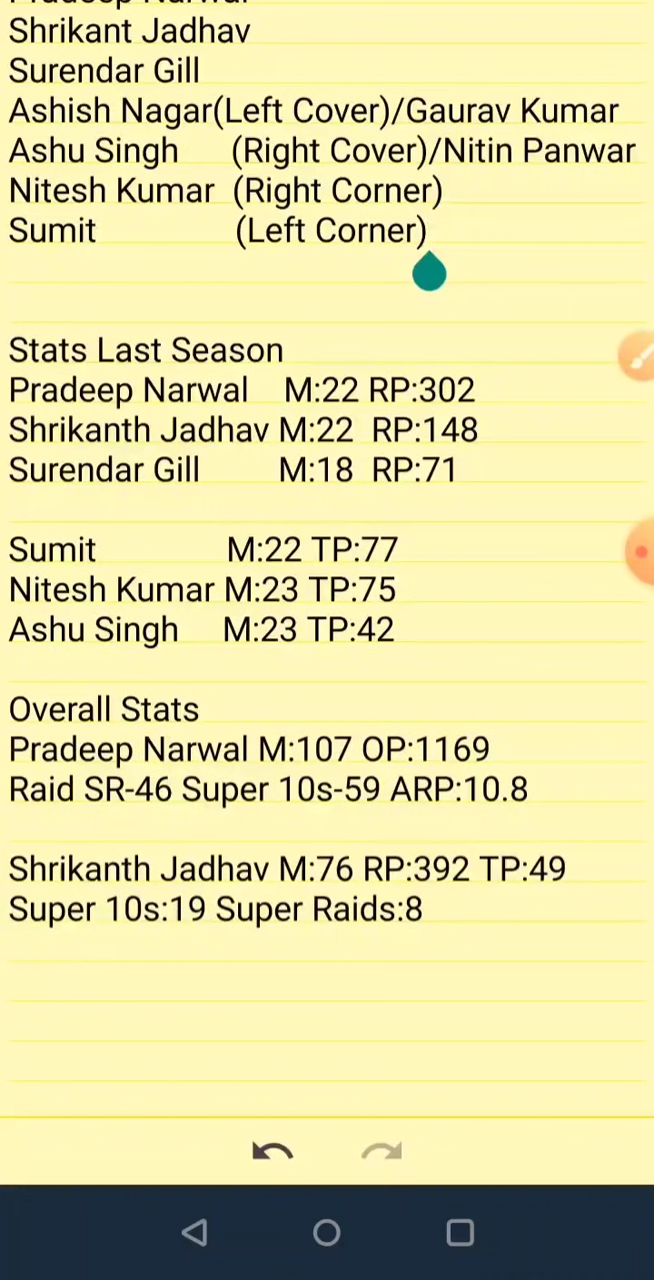 Pradeep Narwal
Shrikant Jadhav
Surendar Gill
Ashish Nagar(Left Cover)/Gaurav Kumar
Ashu Singh (Right Cover)/Nitin Panwar
Nitesh Kumar (Right Corner)
Sumit (Left Corner)
Stats Last Season
Pradeep Narwal M:22 RP:302
Shrikanth Jadhav M:22 RP:148
Surendar Gill M:18 RP:71
Sumit M:22 TP:77
Nitesh Kumar M:23 TP:75
Ashu Singh M:23 TP:42
Overall Stats
Pradeep Narwal M:107 OP:1169
Raid SR-46 Super 10s-59 ARP:10.8
Shrikanth Jadhav M:76 RP:392 TP:49
Super 10s:19 Super Raids:8